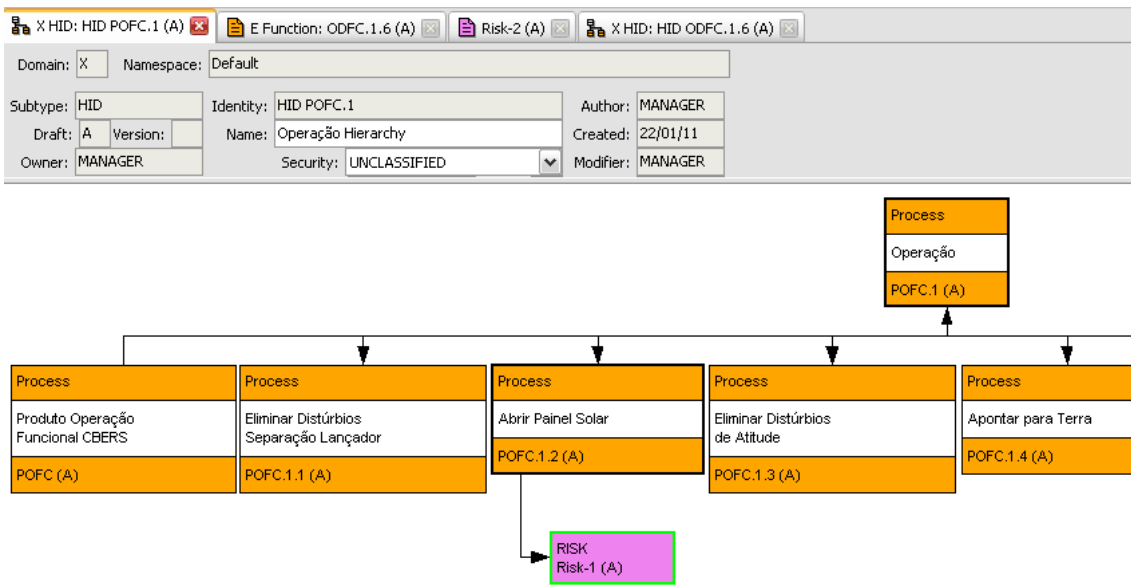 X HID: HID POFC.1 (A) E Function: ODFC.1.6 (A) Risk-2 (A) X HID: HID ODFC.1.6 (A)
Domain: X Namespace: Default
Subtype: HID Identity: HID POFC.1 Author: MANAGER
Draft: A Version: Name: Operação Hierarchy Created: 22/01/11
Owner: MANAGER Security: UNCLASSIFIED Modifier: MANAGER
Process
Operação
POFC.1 (A)
Process
Produto Operação
Funcional CBERS
POFC (A)
Process
Eliminar Distúrbios
Separação Lançador
POFC.1.1 (A)
Process
Abrir Painel Solar
POFC.1.2 (A)
Process
Eliminar Distúrbios
de Atitude
POFC.1.3 (A)
Process
Apontar para Terra
POFC.1.4 (A)
RISK
Risk-1 (A)